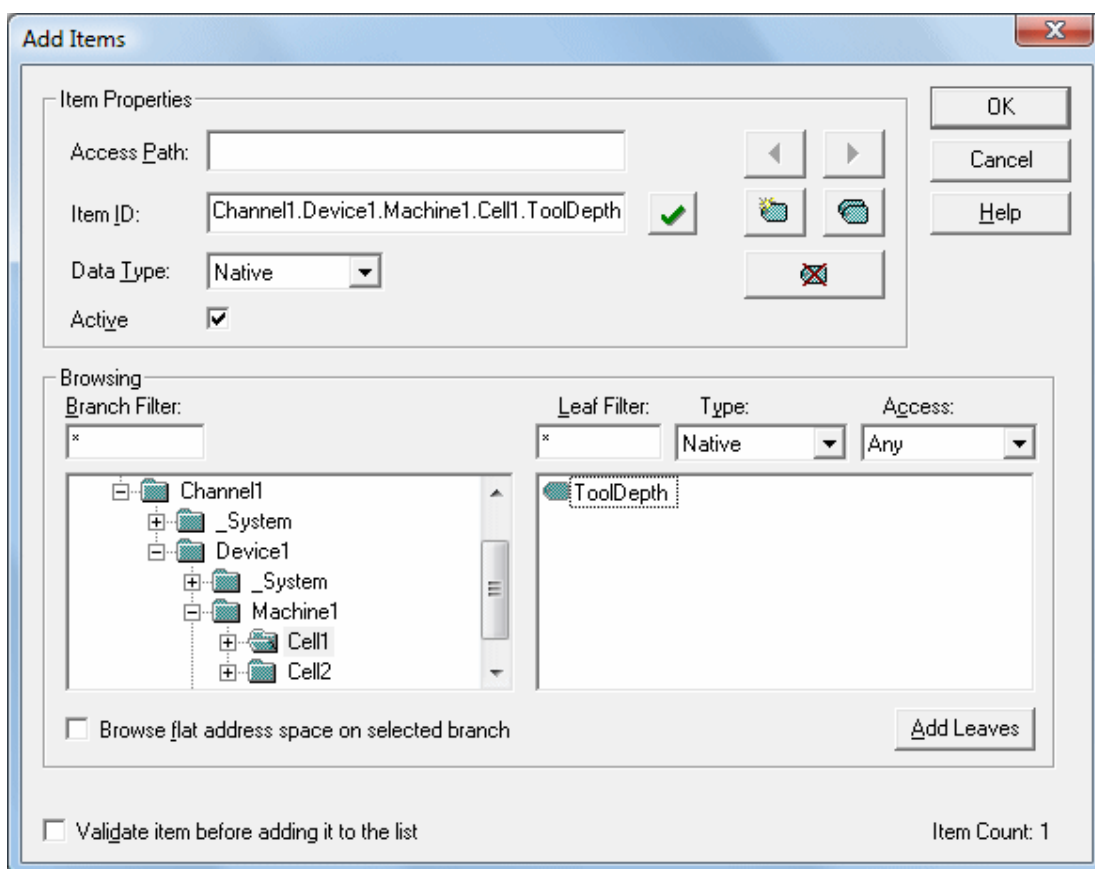 Add Items
Item Properties
OK
Access Path:
Cancel
Item ID: Channel1.Device1.Machine1.Cell1.ToolDepth
Help
Data Type: Native
Active
Browsing
Branch Filter: Leaf Filter: Type: Access:
* * Native Any
Channel1 ToolDepth
_System
Device1
_System
Machine1
Cell1
Cell2
Browse flat address space on selected branch Add Leaves
Validate item before adding it to the list Item Count: 1